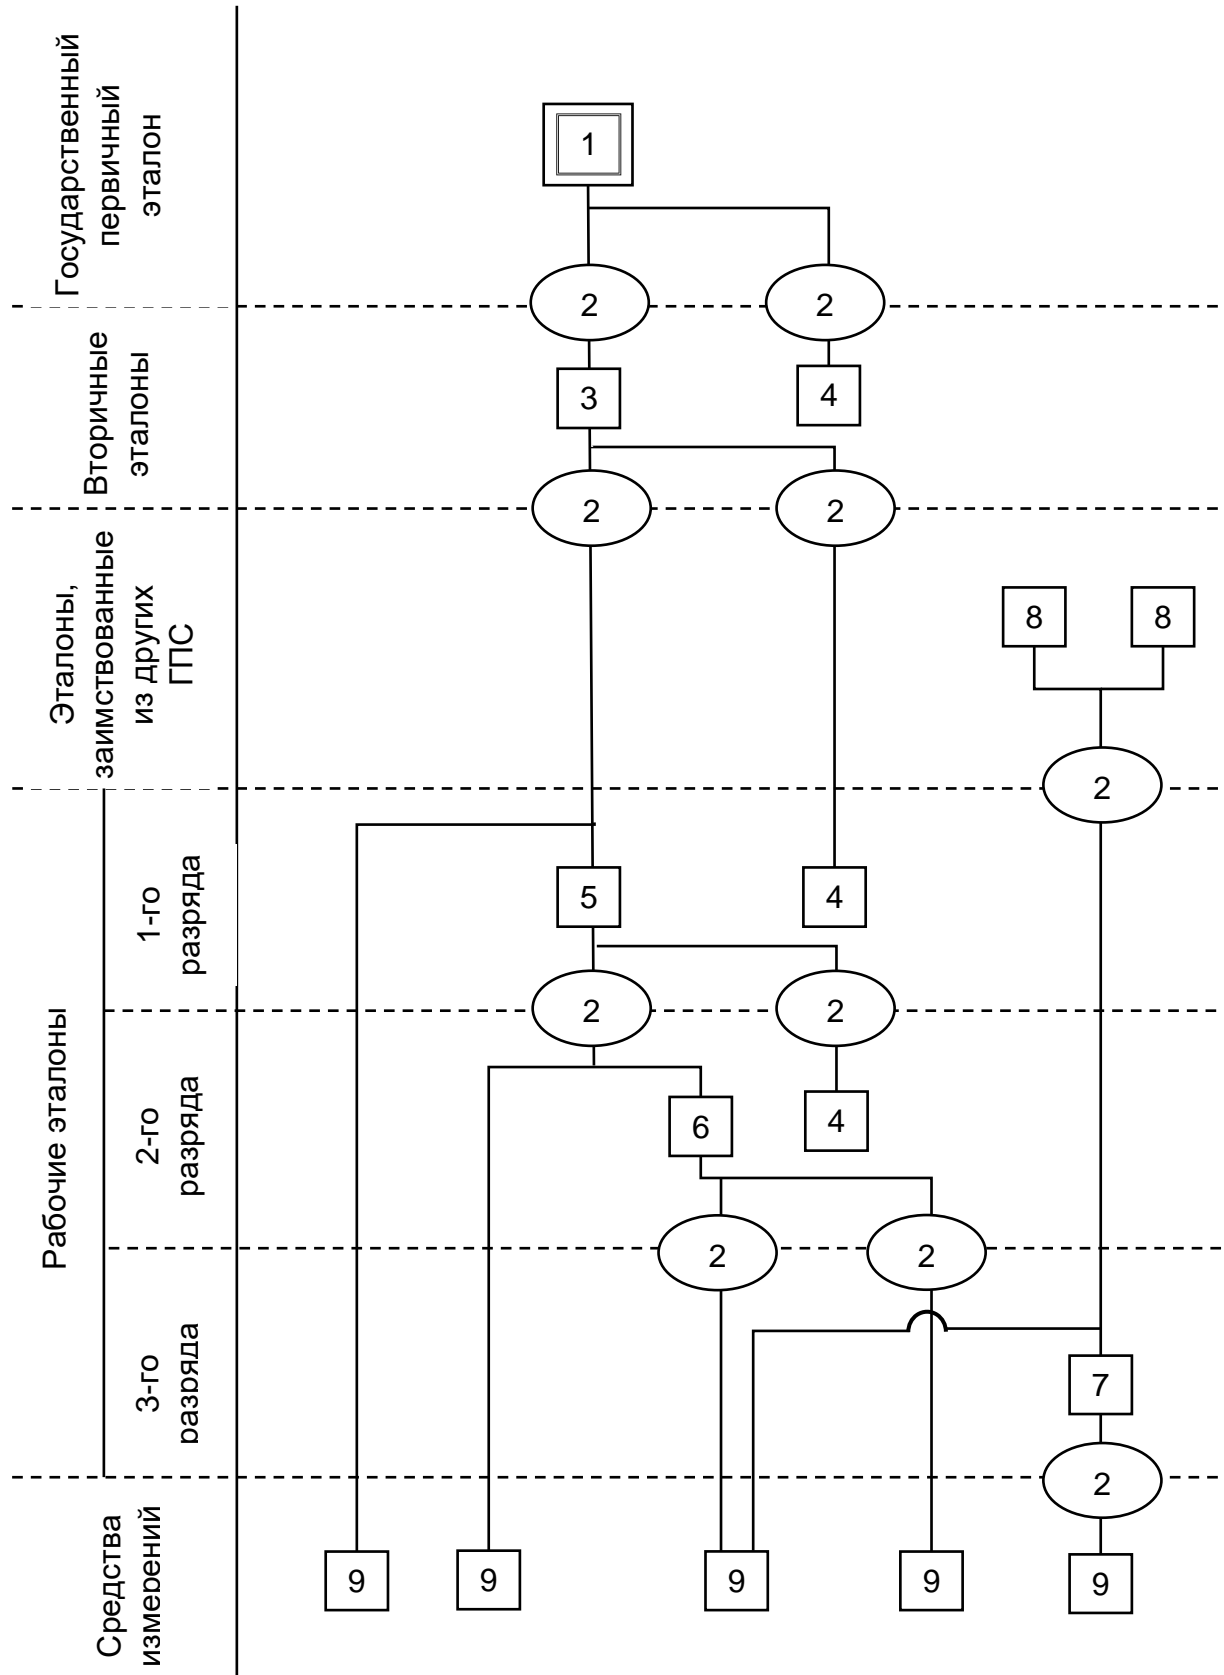 Государственный
первичный
эталон
1
2
2
Вторичные
эталоны
3
4
2
2
Эталоны,
заимствованные
из других
ГПС
8
8
2
Рабочие эталоны
1-го
разряда
5
4
2
2
2-го
разряда
6
4
2
2
3-го
разряда
7
2
Средства
измерений
9
9
9
9
9